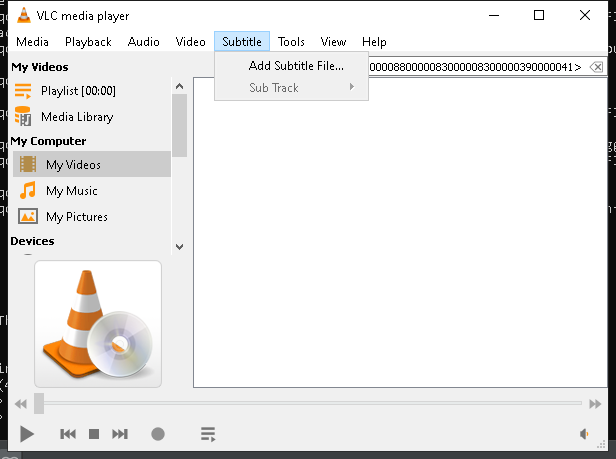 VLC media player
Media Playback Audio Video Subtitle Tools View Help
Add Subtitle File...
Sub Track
00000880000083000008300000390000041>
My Videos
Playlist [00:00]
Media Library
My Computer
My Videos
My Music
My Pictures
Devices